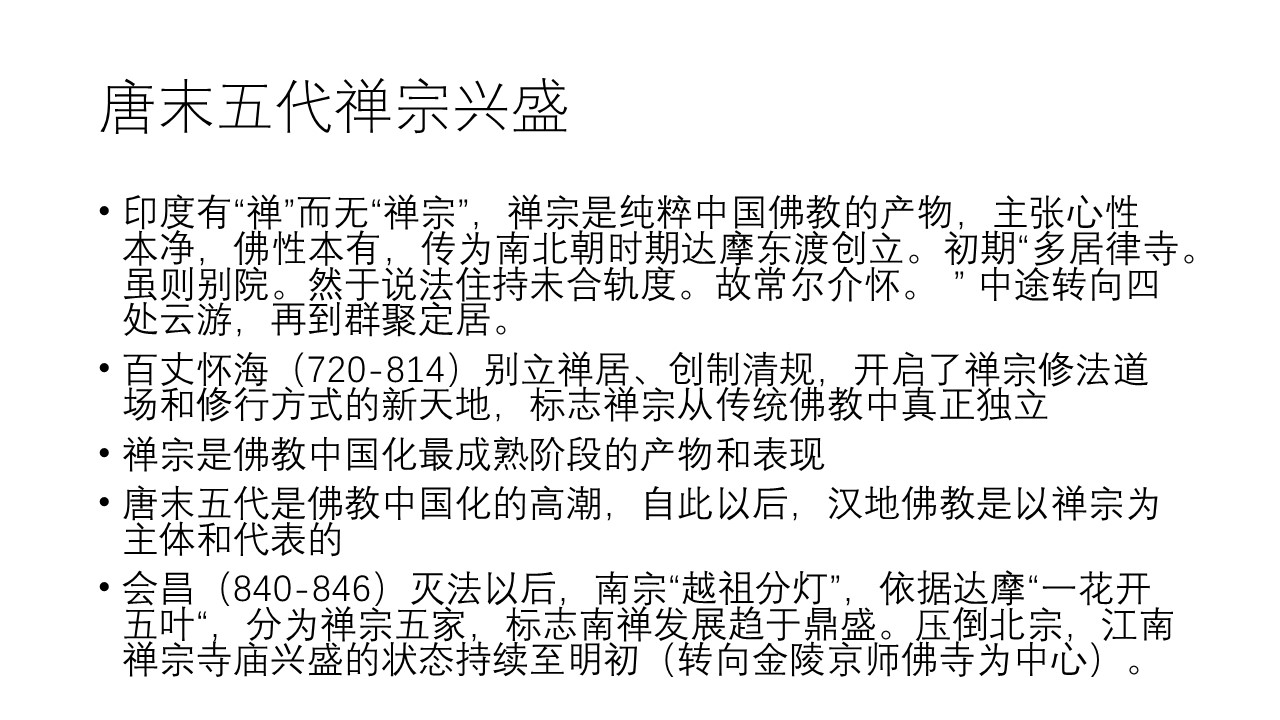 唐末五代禅宗兴盛
• 印度有“禅”而无“禅宗”，禅宗是纯粹中国佛教的产物，主张心性
本净，佛性本有，传为南北朝时期达摩东渡创立。初期“多居律寺。
虽则别院。然于说法住持未合轨度。故常尔介怀。 ” 中途转向四
处云游，再到群聚定居。
• 百丈怀海（720-814）别立禅居、创制清规，开启了禅宗修法道
场和修行方式的新天地，标志禅宗从传统佛教中真正独立
• 禅宗是佛教中国化最成熟阶段的产物和表现
• 唐末五代是佛教中国化的高潮，自此以后，汉地佛教是以禅宗为
主体和代表的
• 会昌（840-846）灭法以后，南宗“越祖分灯”，依据达摩“一花开
五叶“，分为禅宗五家，标志南禅发展趋于鼎盛。压倒北宗，江南
禅宗寺庙兴盛的状态持续至明初（转向金陵京师佛寺为中心）。